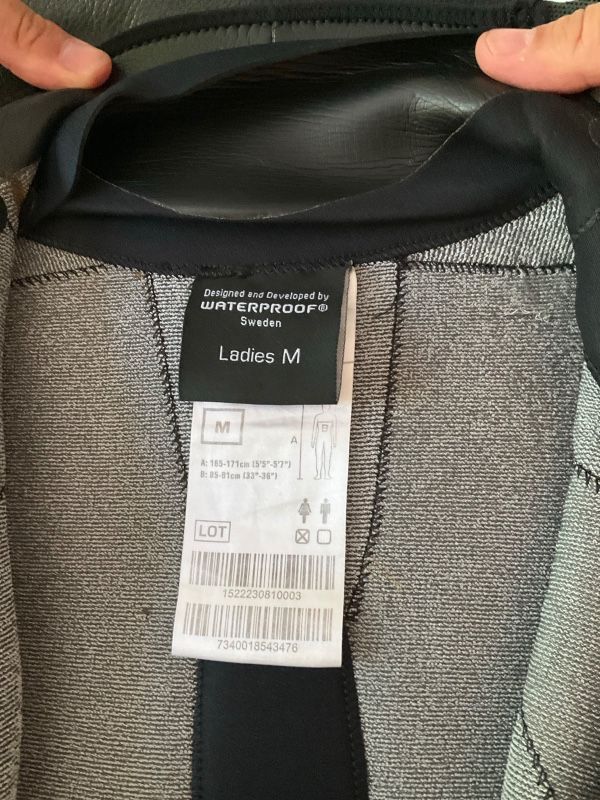 Designed and Developed by
WATERPROOF®
Sweden
Ladies M
M
A
B
A: 165-171cm (5'5"-5'7")
B: 85-91cm (33"-36")
LOT
1522230810003
7340018543476